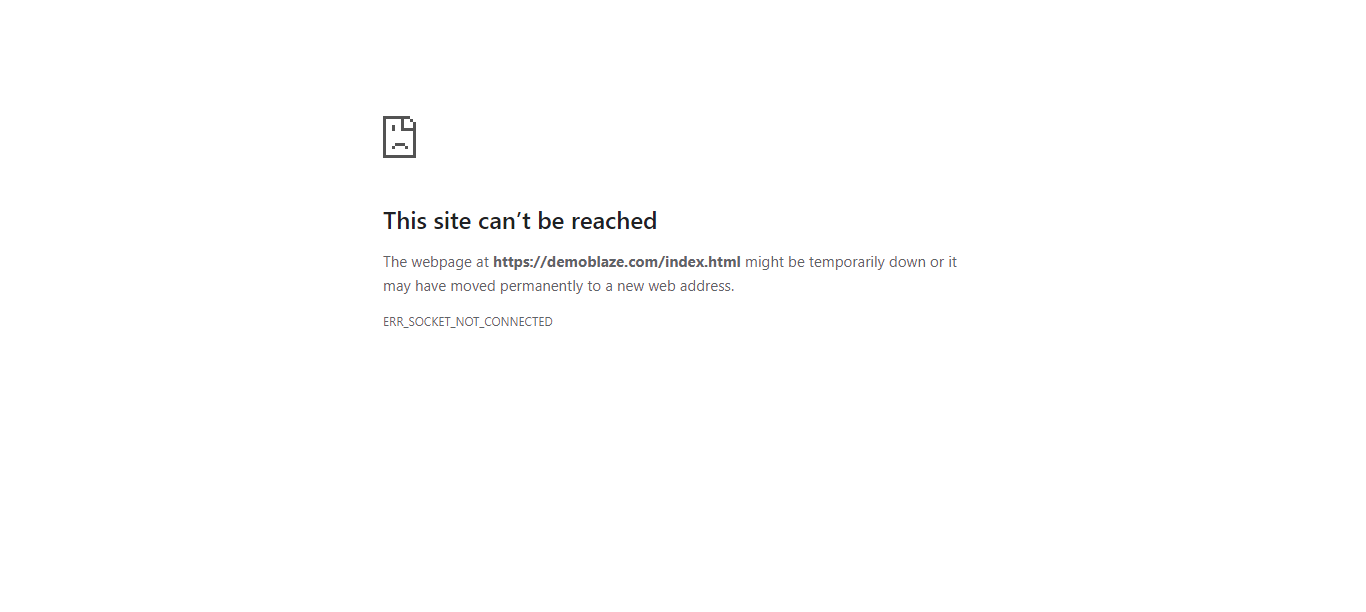 This site can’t be reached
The webpage at https://demoblaze.com/index.html might be temporarily down or it
may have moved permanently to a new web address.
ERR_SOCKET_NOT_CONNECTED